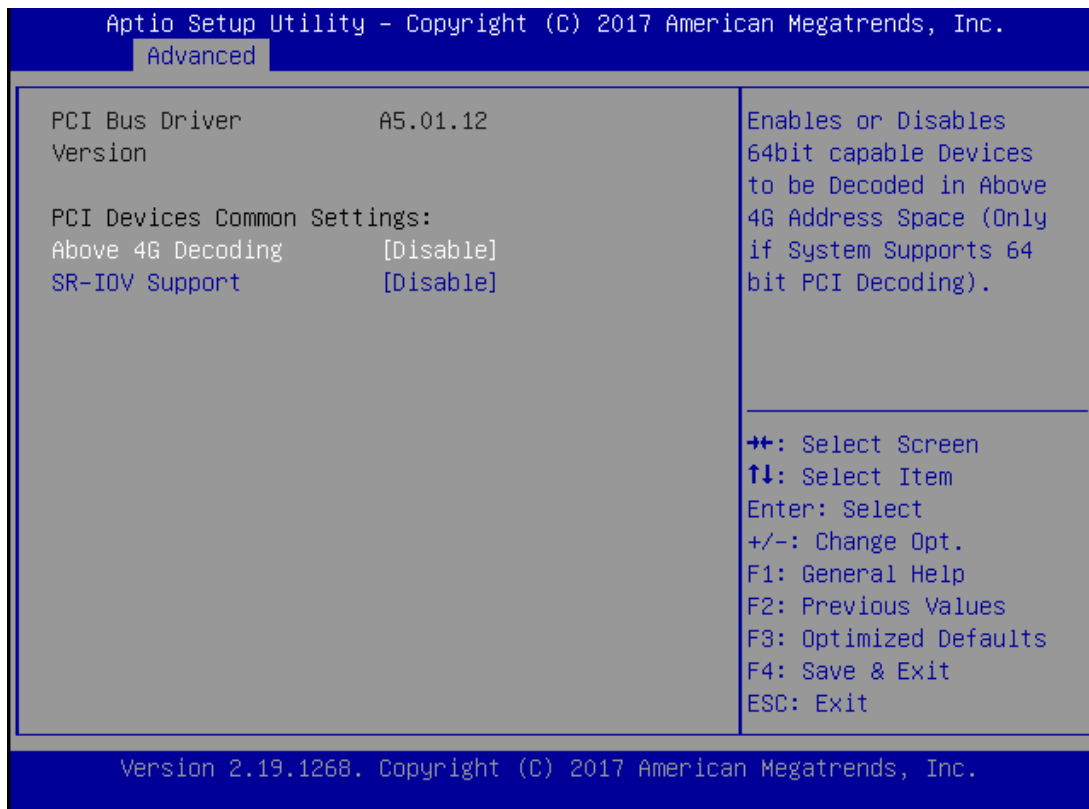 Aptio Setup Utility – Copyright (C) 2017 American Megatrends, Inc.
Advanced
PCI Bus Driver A5.01.12
Version
PCI Devices Common Settings:
Above 4G Decoding [Disable]
SR-IOV Support [Disable]
Enables or Disables
64bit capable Devices
to be Decoded in Above
4G Address Space (Only
if System Supports 64
bit PCI Decoding).
→←: Select Screen
↑↓: Select Item
Enter: Select
+/-: Change Opt.
F1: General Help
F2: Previous Values
F3: Optimized Defaults
F4: Save & Exit
ESC: Exit
Version 2.19.1268. Copyright (C) 2017 American Megatrends, Inc.